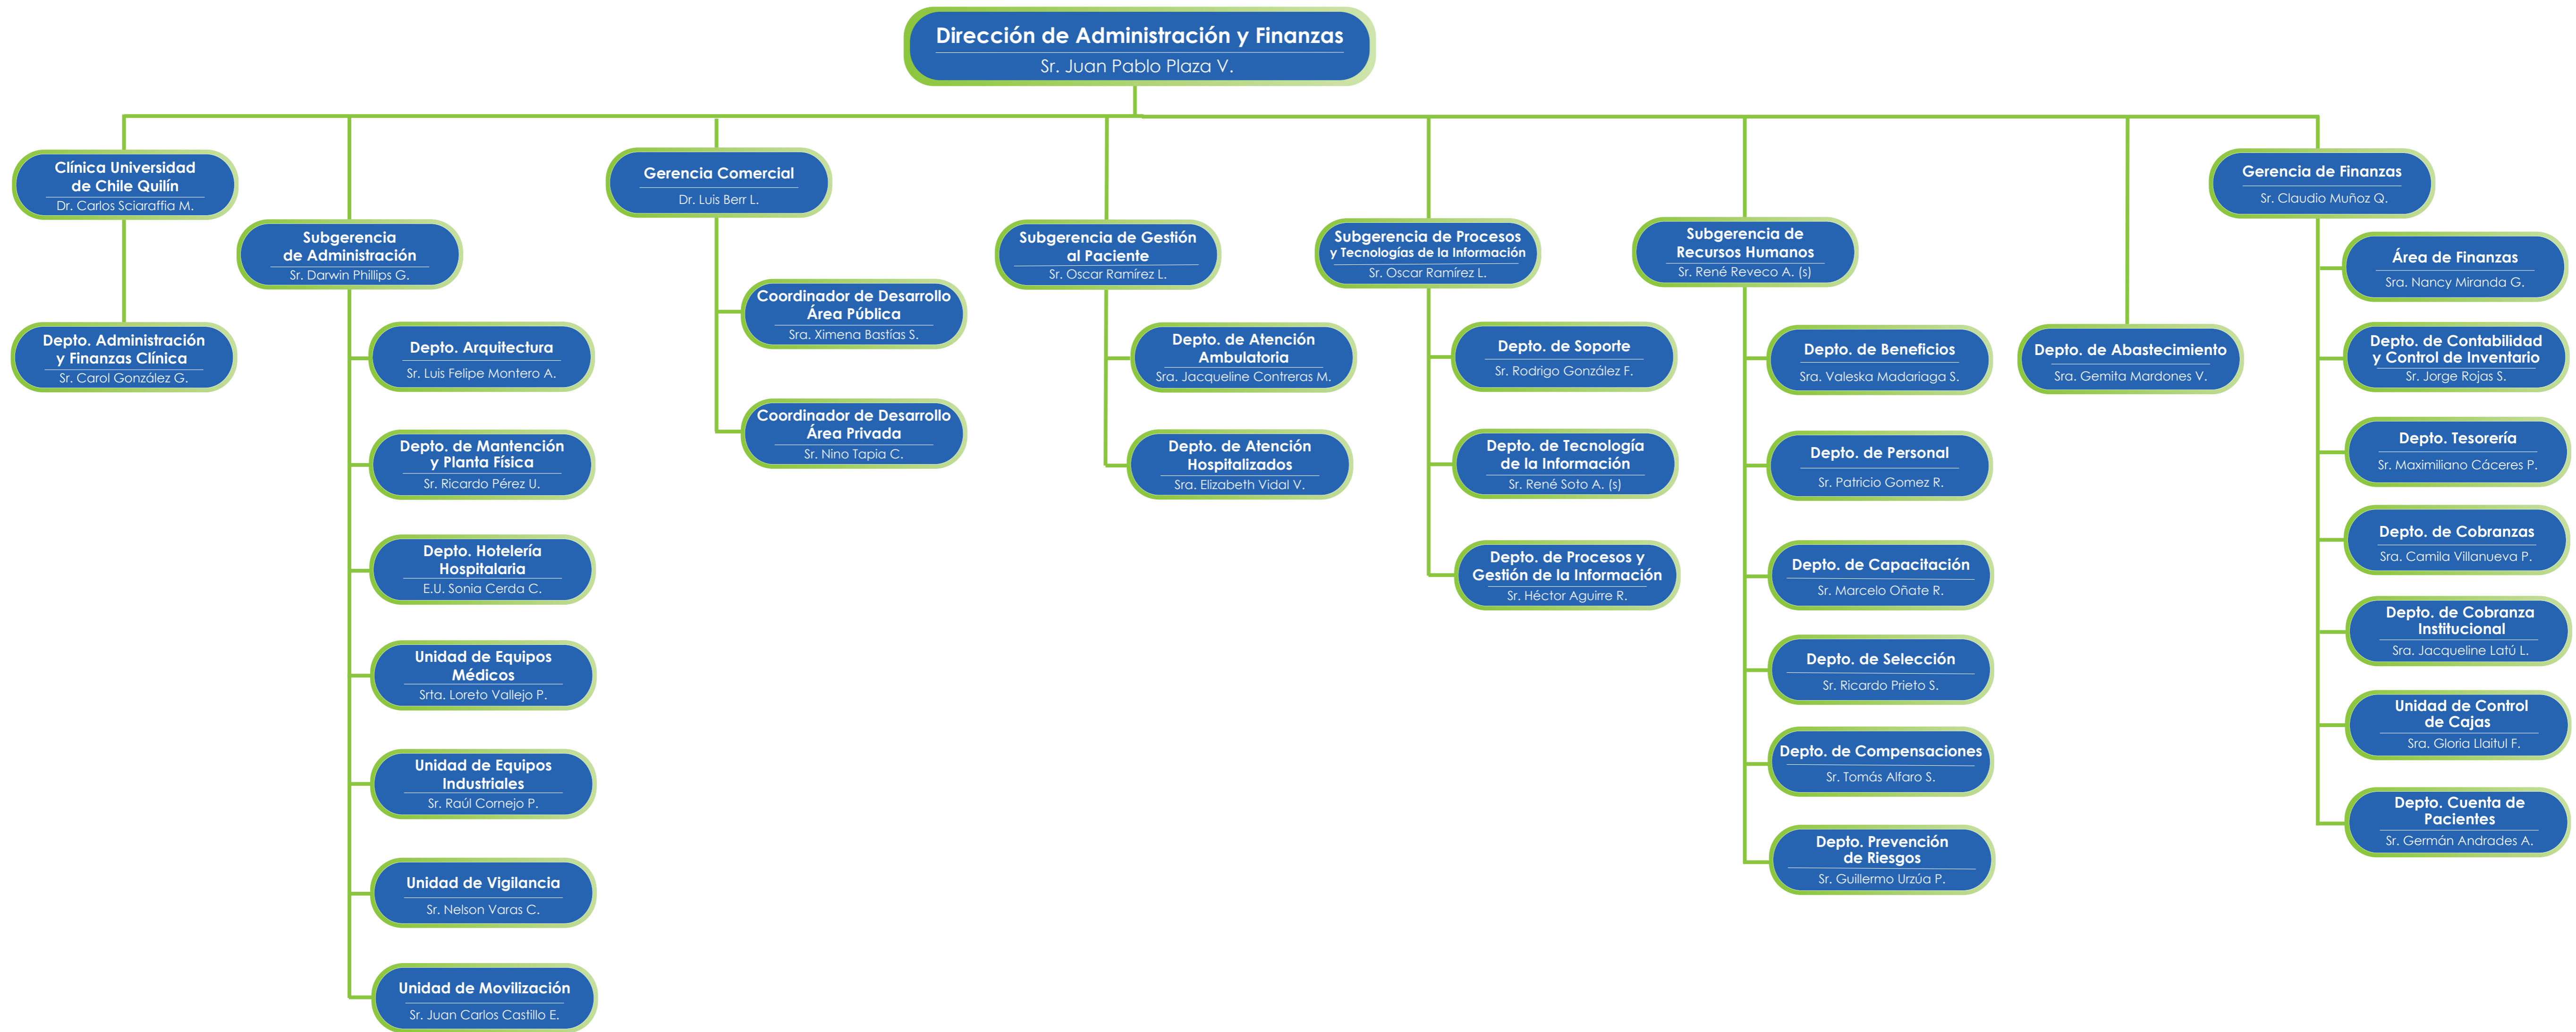 Dirección de Administración y Finanzas
Sr. Juan Pablo Plaza V.
Clínica Universidad
de Chile Quilín
Dr. Carlos Sciaraffia M.
Depto. Administración
y Finanzas Clínica
Sr. Carol González G.
Subgerencia
de Administración
Sr. Darwin Phillips G.
Depto. Arquitectura
Sr. Luis Felipe Montero A.
Depto. de Mantención
y Planta Física
Sr. Ricardo Pérez U.
Depto. Hotelería
Hospitalaria
E.U. Sonia Cerda C.
Unidad de Equipos
Médicos
Srta. Loreto Vallejo P.
Unidad de Equipos
Industriales
Sr. Raúl Cornejo P.
Unidad de Vigilancia
Sr. Nelson Varas C.
Unidad de Movilización
Sr. Juan Carlos Castillo E.
Gerencia Comercial
Dr. Luis Berr L.
Coordinador de Desarrollo
Área Pública
Sra. Ximena Bastías S.
Coordinador de Desarrollo
Área Privada
Sr. Nino Tapia C.
Subgerencia de Gestión
al Paciente
Sr. Oscar Ramírez L.
Depto. de Atención
Ambulatoria
Sra. Jacqueline Contreras M.
Depto. de Atención
Hospitalizados
Sra. Elizabeth Vidal V.
Subgerencia de Procesos
y Tecnologías de la Información
Sr. Oscar Ramírez L.
Depto. de Soporte
Sr. Rodrigo González F.
Depto. de Tecnología
de la Información
Sr. René Soto A. (s)
Depto. de Procesos y
Gestión de la Información
Sr. Héctor Aguirre R.
Subgerencia de
Recursos Humanos
Sr. René Reveco A. (s)
Depto. de Beneficios
Sra. Valeska Madariaga S.
Depto. de Personal
Sr. Patricio Gomez R.
Depto. de Capacitación
Sr. Marcelo Oñate R.
Depto. de Selección
Sr. Ricardo Prieto S.
Depto. de Compensaciones
Sr. Tomás Alfaro S.
Depto. Prevención
de Riesgos
Sr. Guillermo Urzúa P.
Depto. de Abastecimiento
Sra. Gemita Mardones V.
Gerencia de Finanzas
Sr. Claudio Muñoz Q.
Área de Finanzas
Sra. Nancy Miranda G.
Depto. de Contabilidad
y Control de Inventario
Sr. Jorge Rojas S.
Depto. Tesorería
Sr. Maximiliano Cáceres P.
Depto. de Cobranzas
Sra. Camila Villanueva P.
Depto. de Cobranza
Institucional
Sra. Jacqueline Latú L.
Unidad de Control
de Cajas
Sra. Gloria Llaitul F.
Depto. Cuenta de
Pacientes
Sr. Germán Andrades A.